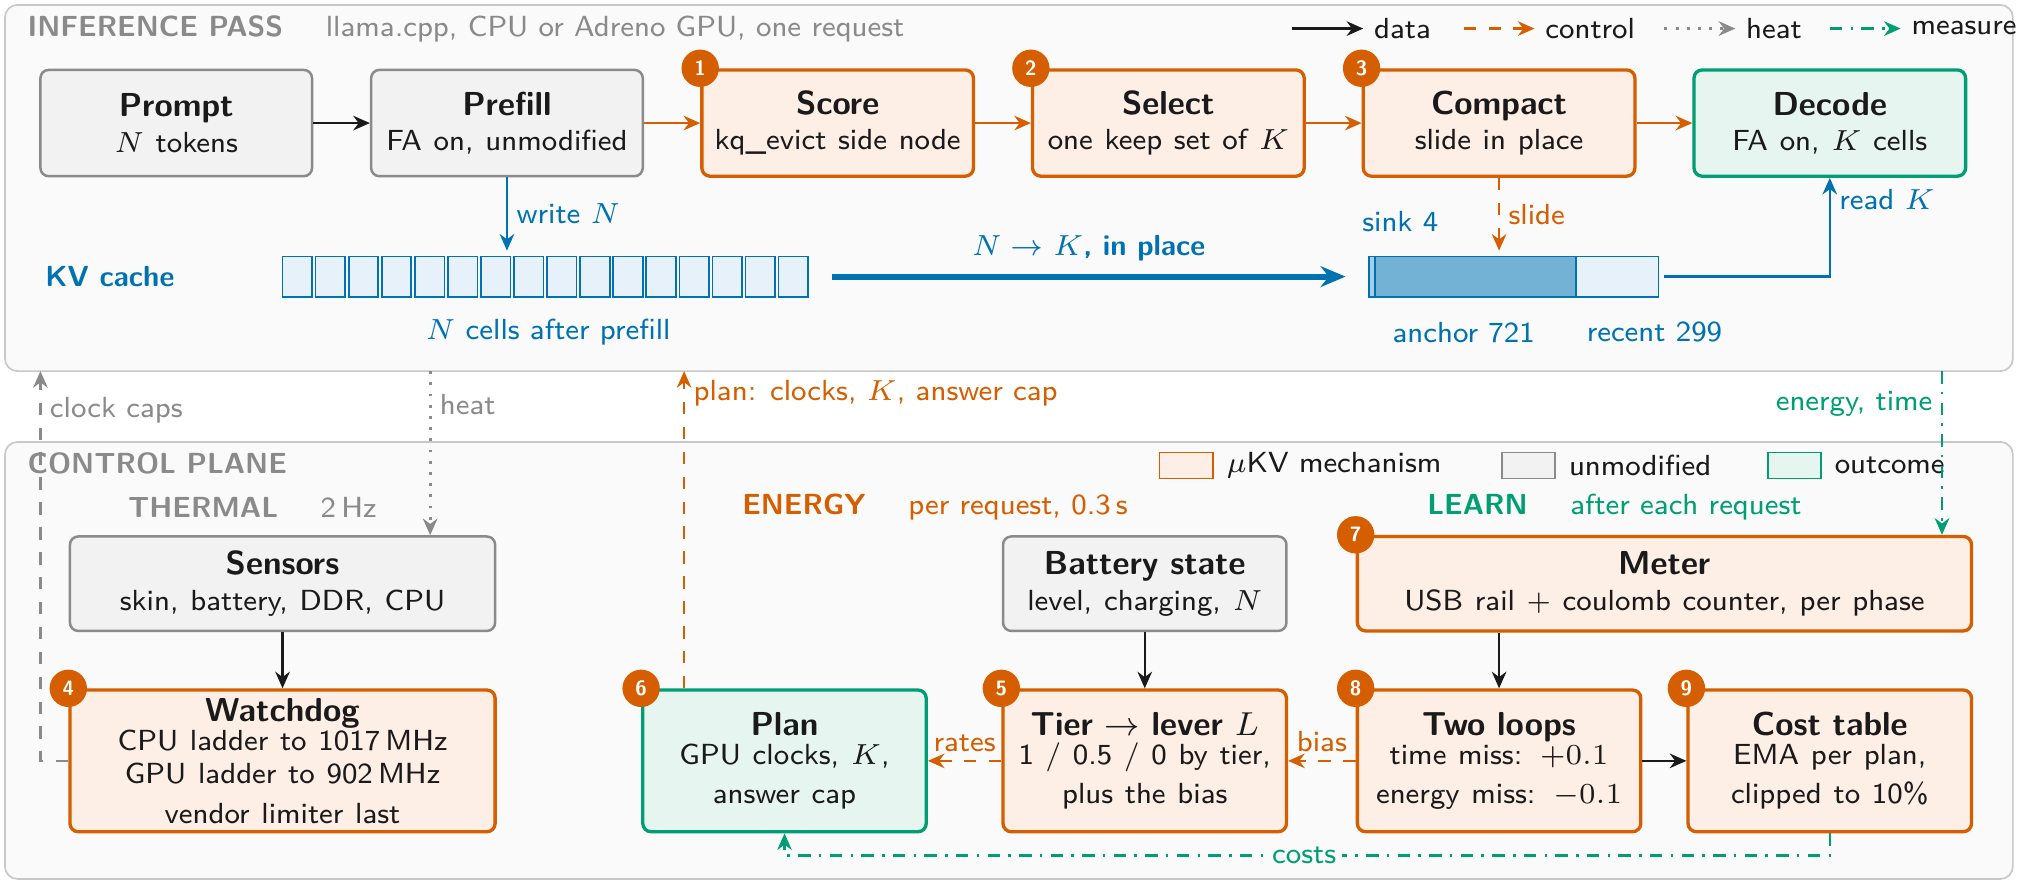 INFERENCE PASS llama.cpp, CPU or Adreno GPU, one request
data control heat measure
1 2 3
Prompt
N tokens
Prefill
FA on, unmodified
Score
kq_evict side node
Select
one keep set of K
Compact
slide in place
Decode
FA on, K cells
write N
sink 4
slide
read K
KV cache
N → K, in place
N cells after prefill
anchor 721
recent 299
clock caps
heat
plan: clocks, K, answer cap
energy, time
CONTROL PLANE
μKV mechanism unmodified outcome
THERMAL 2 Hz
ENERGY per request, 0.3 s
LEARN after each request
Sensors
skin, battery, DDR, CPU
Battery state
level, charging, N
7
Meter
USB rail + coulomb counter, per phase
4
Watchdog
CPU ladder to 1017 MHz
GPU ladder to 902 MHz
vendor limiter last
6
Plan
GPU clocks, K,
answer cap
rates
5
Tier → lever L
1 / 0.5 / 0 by tier,
plus the bias
bias
8
Two loops
time miss: +0.1
energy miss: −0.1
9
Cost table
EMA per plan,
clipped to 10%
costs